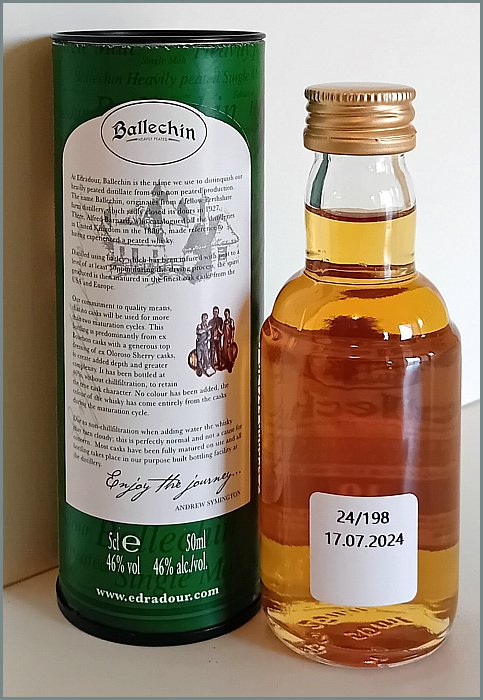 Single Malt
Ballechin Heavily peated Single
Ballechin
HEAVILY PEATED
At Edradour, Ballechin is the name we use to distinguish our
heavily peated distillate from our non peated production.
The same Ballechin, originates from a fellow Perthshire
farm distillery, which sadly closed its doors in 1927.
There, Alfred Barnard, who catalogued all the distilleries
in United Kingdom in the 1880's, made reference to
having experienced a peated whisky.
Distilled using barley which has been infused with peat to a
level of at least 50ppm during the drying process, the spirit
produced is then matured in the finest oak casks from the
USA and Europe.
Our commitment to quality means,
that no casks will be used for more
than two maturation cycles. This
bottling is predominantly from ex
Bourbon casks with a generous top
dressing of ex Oloroso Sherry casks,
to create added depth and greater
complexity. It has been bottled at
46%, without chillfiltration, to retain
the true cask character. No colour has been added, the
colour of the whisky has come entirely from the casks
during the maturation cycle.
Due to non-chillfiltration when adding water the whisky
may turn cloudy; this is perfectly normal and not a cause for
concern. Most casks have been fully matured on site and all
bottling takes place in our purpose built bottling facility at
the distillery.
Enjoy the journey...
ANDREW SYMINGTON
5cl e 50ml
46% vol 46% alc./vol.
www.edradour.com
24/198
17.07.2024